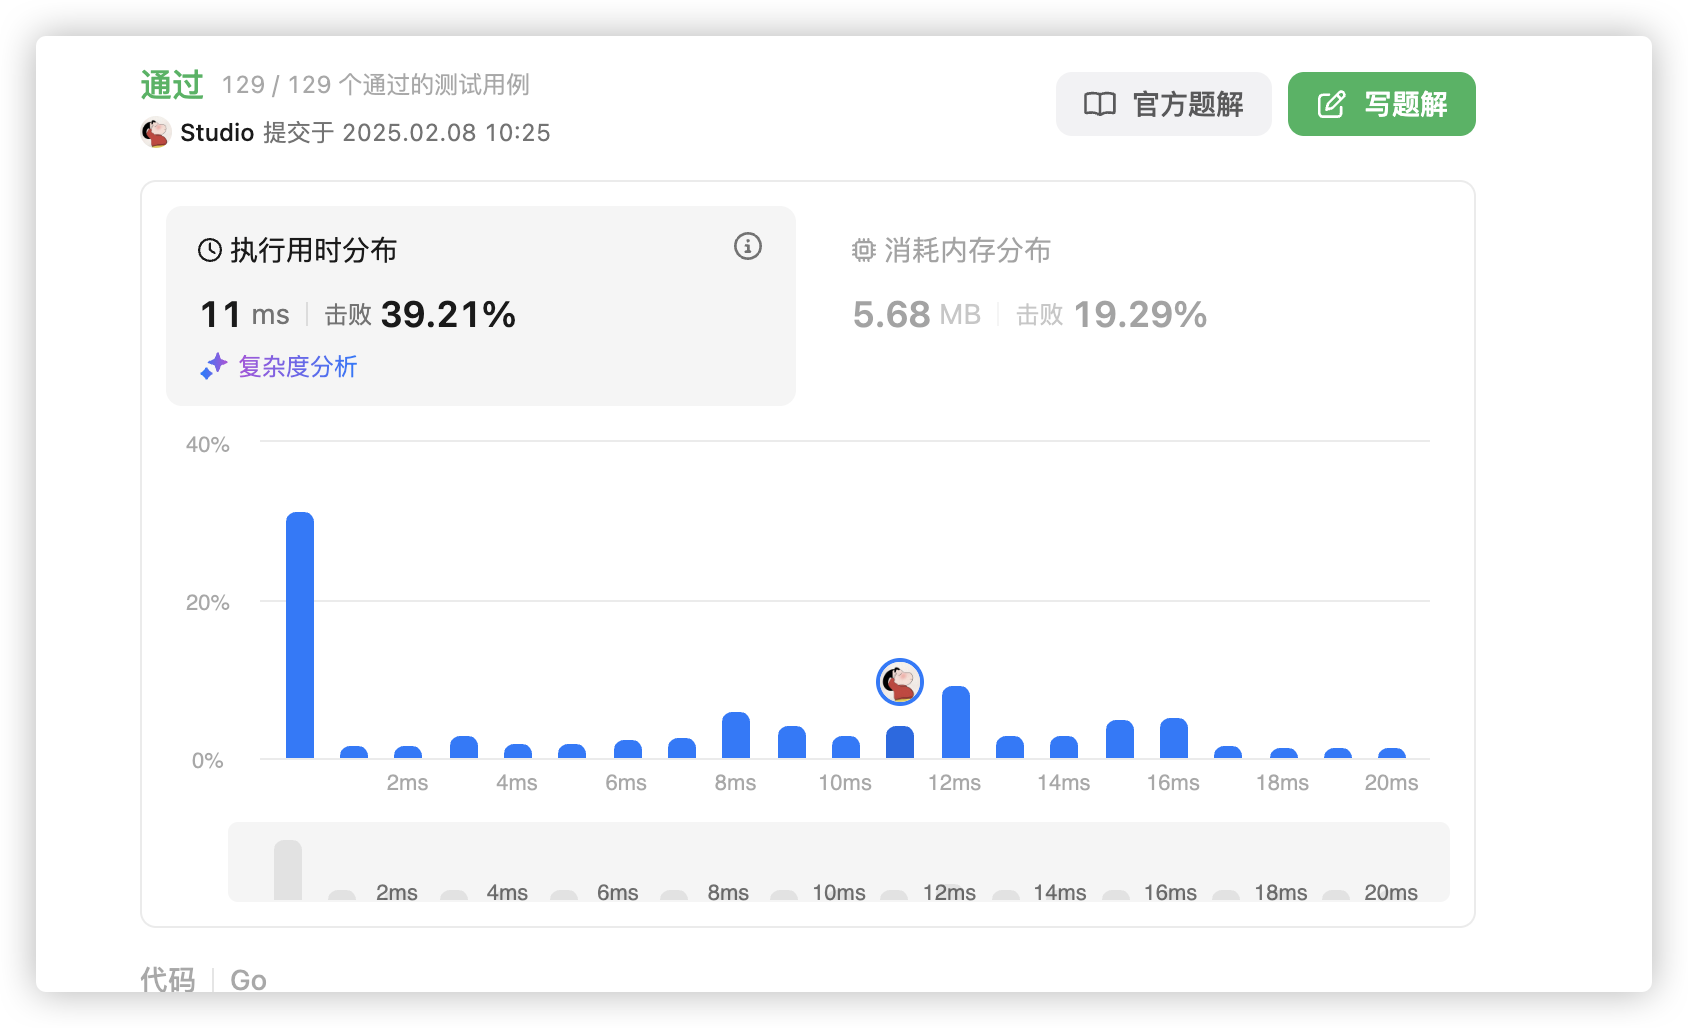 通过 129 / 129 个通过的测试用例
Studio 提交于 2025.02.08 10:25
官方题解
写题解
执行用时分布
11 ms 击败 39.21%
复杂度分析
消耗内存分布
5.68 MB 击败 19.29%
40%
20%
0%
2ms 4ms 6ms 8ms 10ms 12ms 14ms 16ms 18ms 20ms
2ms 4ms 6ms 8ms 10ms 12ms 14ms 16ms 18ms 20ms
代码 Go